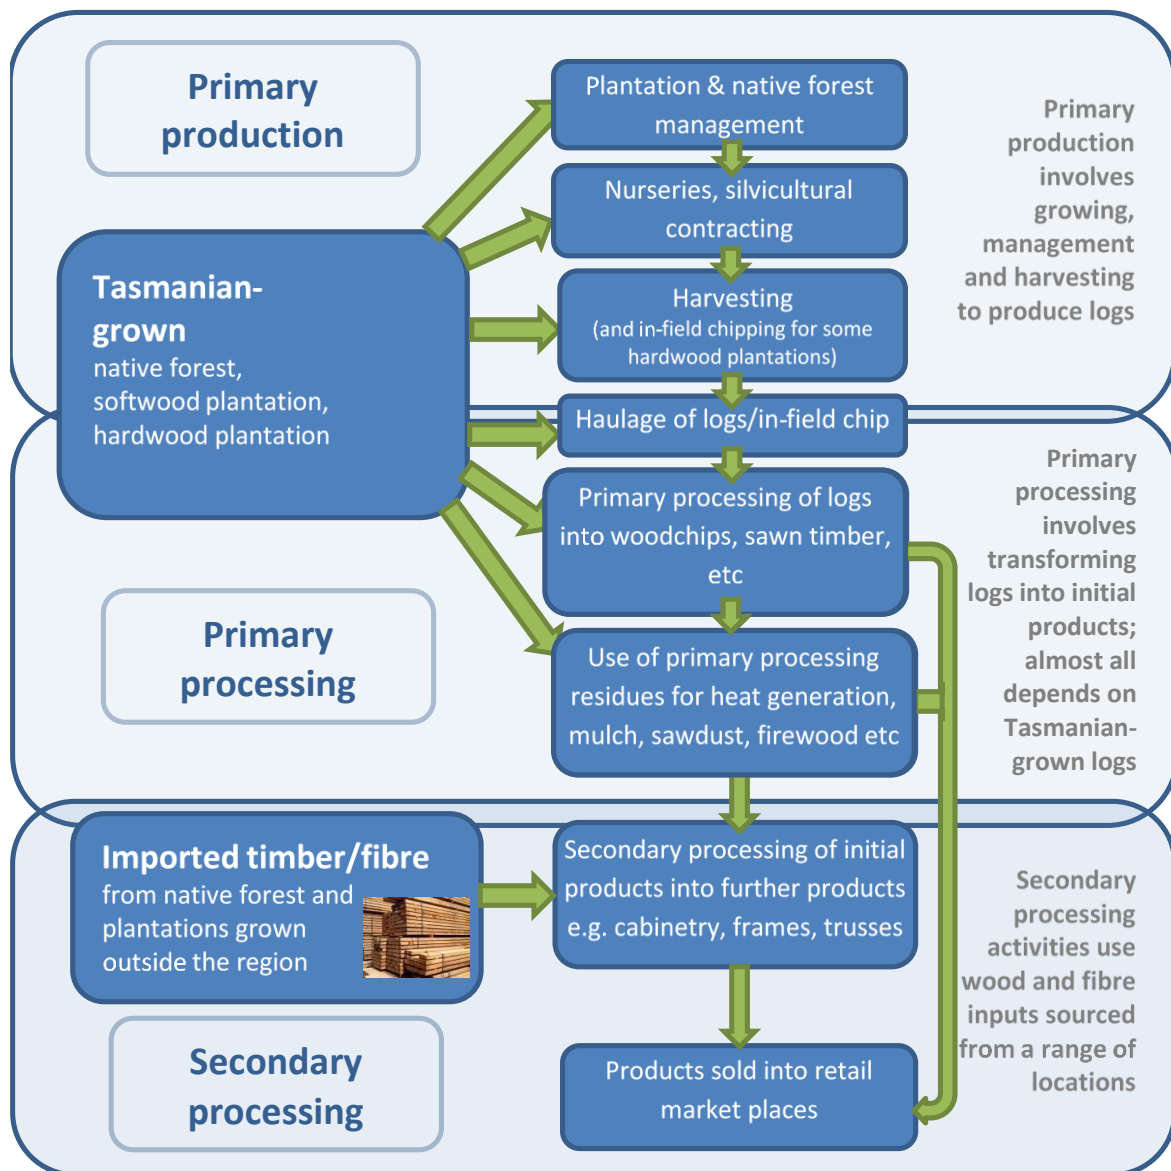 Primary
production
Plantation & native forest
management
Nurseries, silvicultural
contracting
Harvesting
(and in-field chipping for some
hardwood plantations)
Primary
production
involves
growing,
management
and harvesting
to produce logs
Tasmanian-
grown
native forest,
softwood plantation,
hardwood plantation
Haulage of logs/in-field chip
Primary processing of logs
into woodchips, sawn timber,
etc
Use of primary processing
residues for heat generation,
mulch, sawdust, firewood etc
Primary
processing
Primary
processing
involves
transforming
logs into initial
products;
almost all
depends on
Tasmanian-
grown logs
Imported timber/fibre
from native forest and
plantations grown
outside the region
Secondary processing of initial
products into further products
e.g. cabinetry, frames, trusses
Secondary
processing
activities use
wood and fibre
inputs sourced
from a range of
locations
Secondary
processing
Products sold into retail
market places